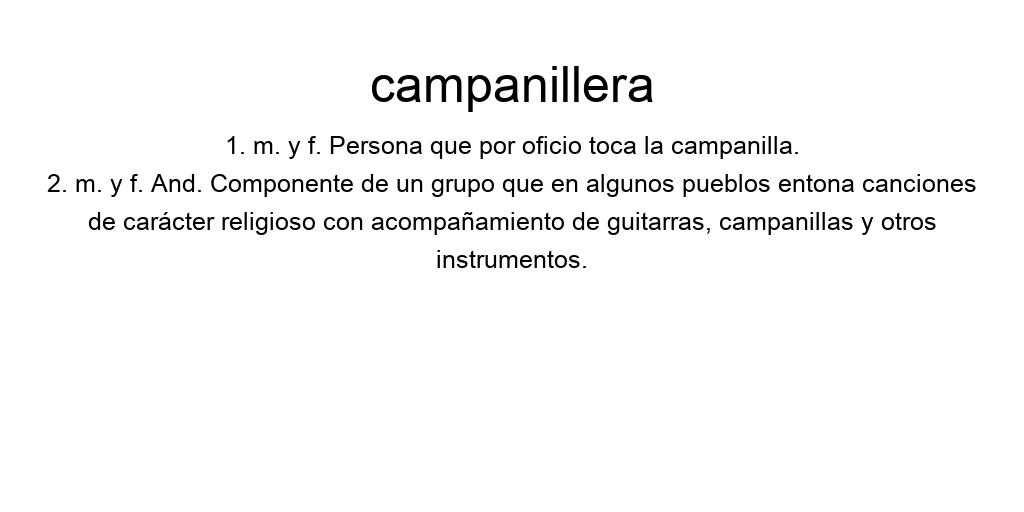 campanillera
1. m. y f. Persona que por oficio toca la campanilla.
2. m. y f. And. Componente de un grupo que en algunos pueblos entona canciones
de carácter religioso con acompañamiento de guitarras, campanillas y otros
instrumentos.